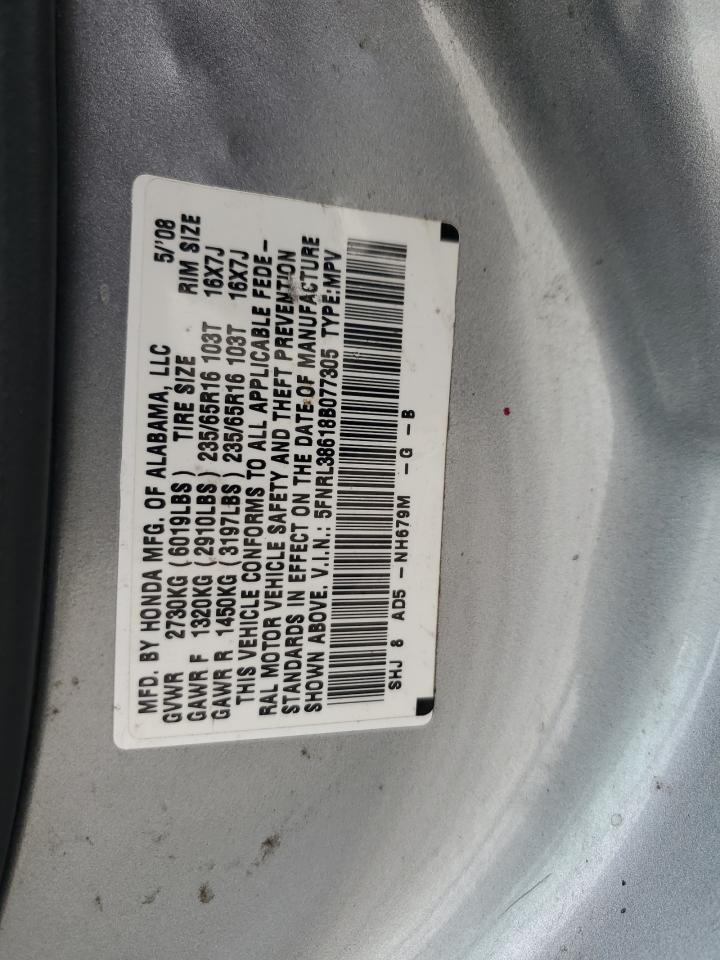 MFD. BY HONDA MFG. OF ALABAMA, LLC 5/'08
GVWR 2730KG (6019LBS) TIRE SIZE RIM SIZE
GAWR F 1320KG (2910LBS) 235/65R16 103T 16X7J
GAWR R 1450KG (3197LBS) 235/65R16 103T 16X7J
THIS VEHICLE CONFORMS TO ALL APPLICABLE FEDE-
RAL MOTOR VEHICLE SAFETY AND THEFT PREVENTION
STANDARDS IN EFFECT ON THE DATE OF MANUFACTURE
SHOWN ABOVE. V.I.N.: 5FNRL38618B077305 TYPE:MPV
SHJ 8 AD5 - NH679M - G - B